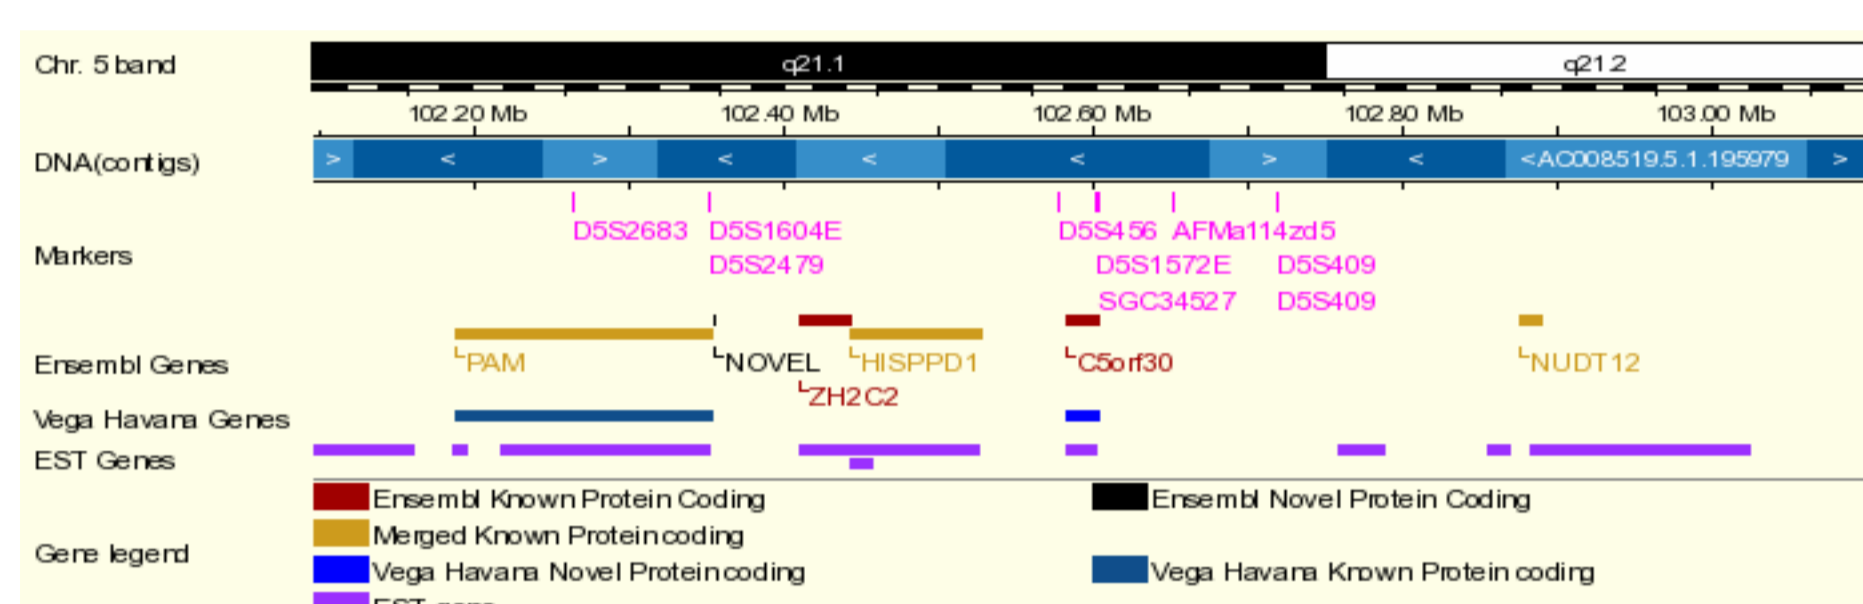 Chr. 5 band q21.1 q21.2
102.20 Mb 102.40 Mb 102.60 Mb 102.80 Mb 103.00 Mb
DNA(contigs) > < > < < < > < <AC008519.5.1.195979 >
D5S2683 D5S1604E D5S456 AFMa114zd5
Markers D5S2479 D5S1572E D5S409
SGC34527 D5S409
Ensembl Genes PAM NOVEL HISPPD1 C5orf30 NUDT12
ZH2C2
Vega Havana Genes
EST Genes
Ensembl Known Protein Coding Ensembl Novel Protein Coding
Merged Known Protein coding
Gene legend
Vega Havana Novel Protein coding Vega Havana Known Protein coding
EST gene